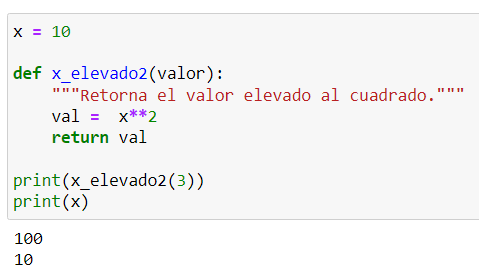 x = 10

def x_elevado2(valor):
    """Retorna el valor elevado al cuadrado."""
    val =  x**2
    return val

print(x_elevado2(3))
print(x)
100
10